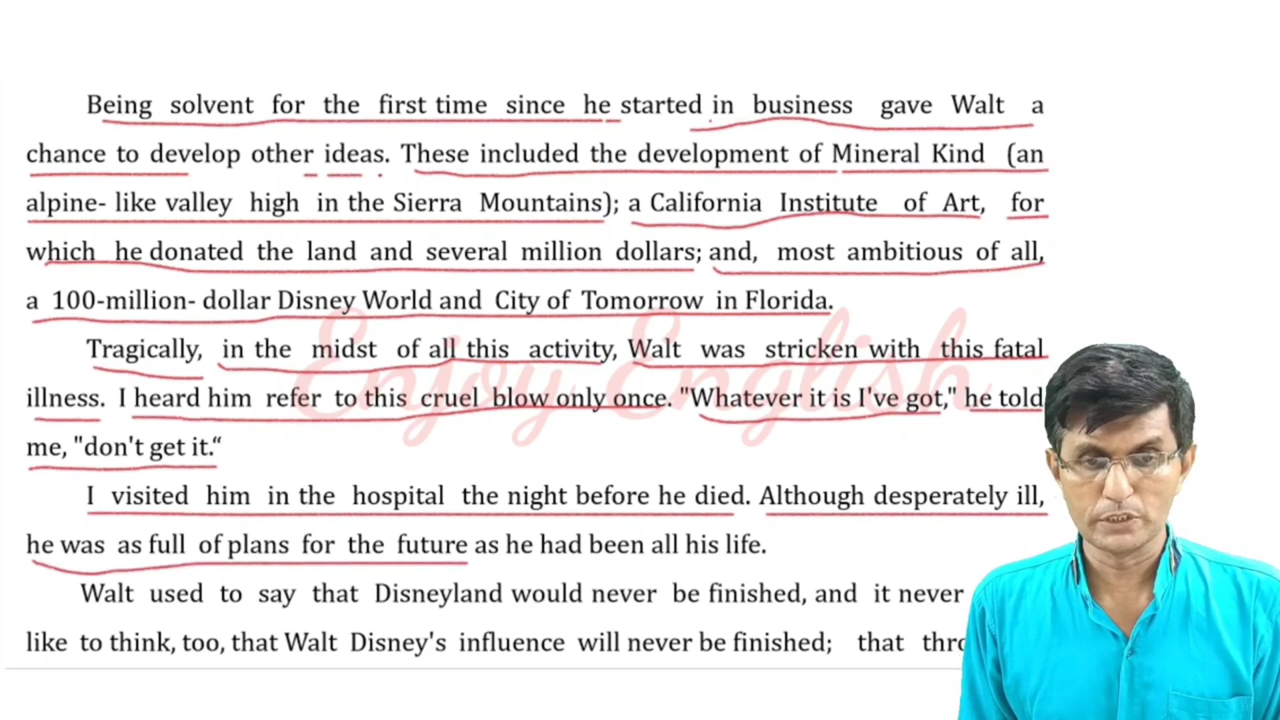 Being solvent for the first time since he started in business gave Walt a
chance to develop other ideas. These included the development of Mineral Kind (an
alpine- like valley high in the Sierra Mountains); a California Institute of Art, for
which he donated the land and several million dollars; and, most ambitious of all,
a 100-million- dollar Disney World and City of Tomorrow in Florida.
Tragically, in the midst of all this activity, Walt was stricken with this fatal
illness. I heard him refer to this cruel blow only once. "Whatever it is I've got," he told
me, "don't get it.“
I visited him in the hospital the night before he died. Although desperately ill,
he was as full of plans for the future as he had been all his life.
Walt used to say that Disneyland would never be finished, and it never
like to think, too, that Walt Disney's influence will never be finished; that
Enjoy English